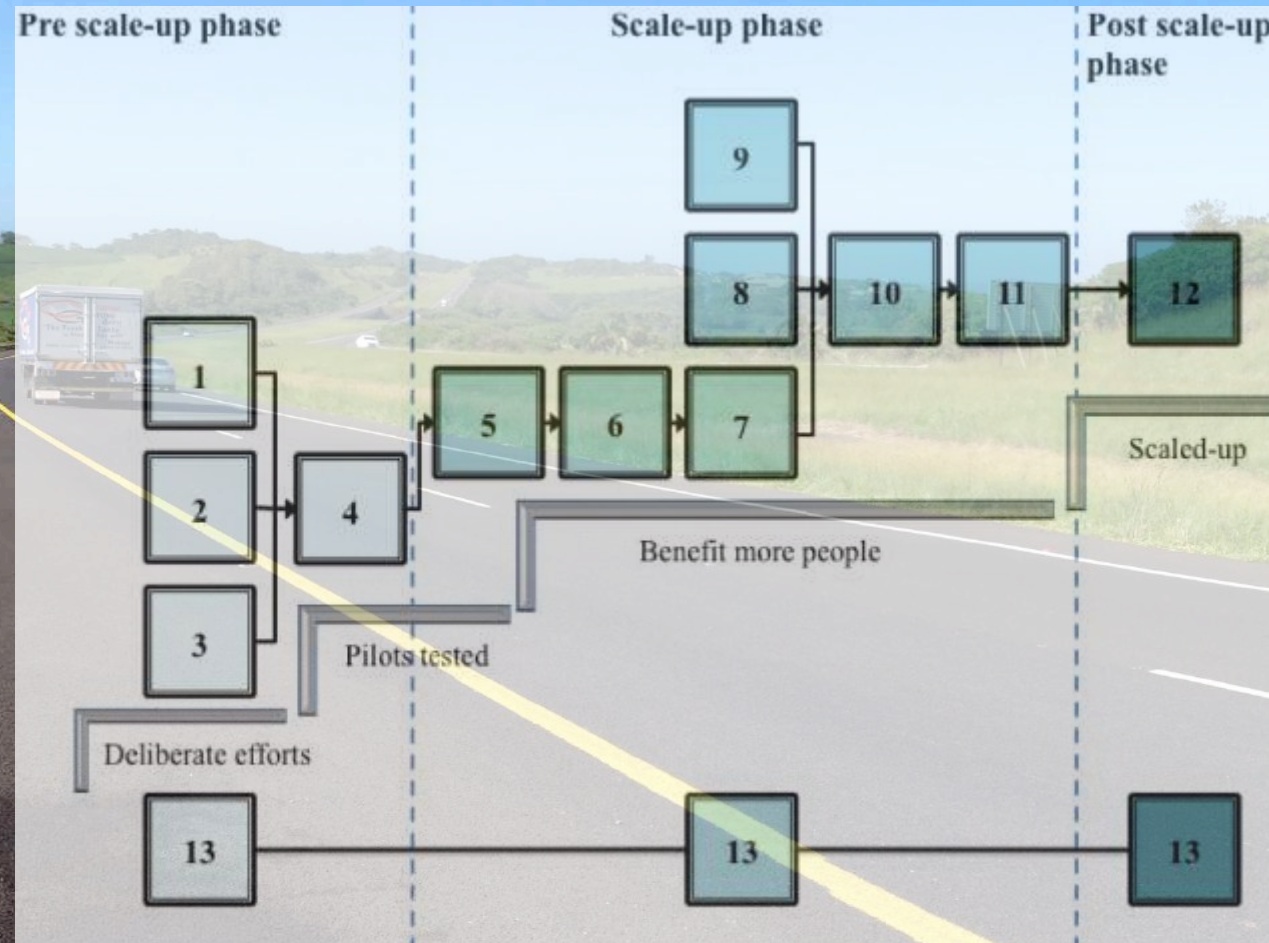 Pre scale-up phase
Scale-up phase
Post scale-up
phase
9
8
10
11
12
1
5
6
7
2
4
Scaled-up
Benefit more people
3
Pilots tested
Deliberate efforts
13
13
13